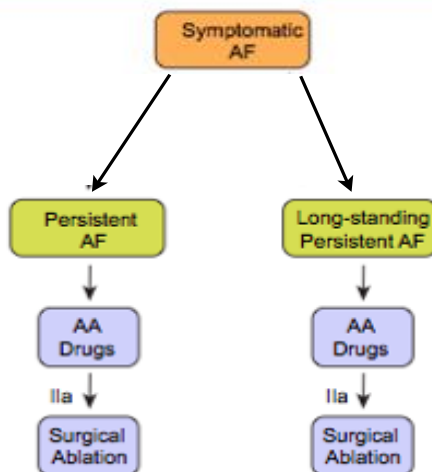 Symptomatic
AF
Persistent
AF
Long-standing
Persistent AF
AA
Drugs
AA
Drugs
IIa
IIa
Surgical
Ablation
Surgical
Ablation